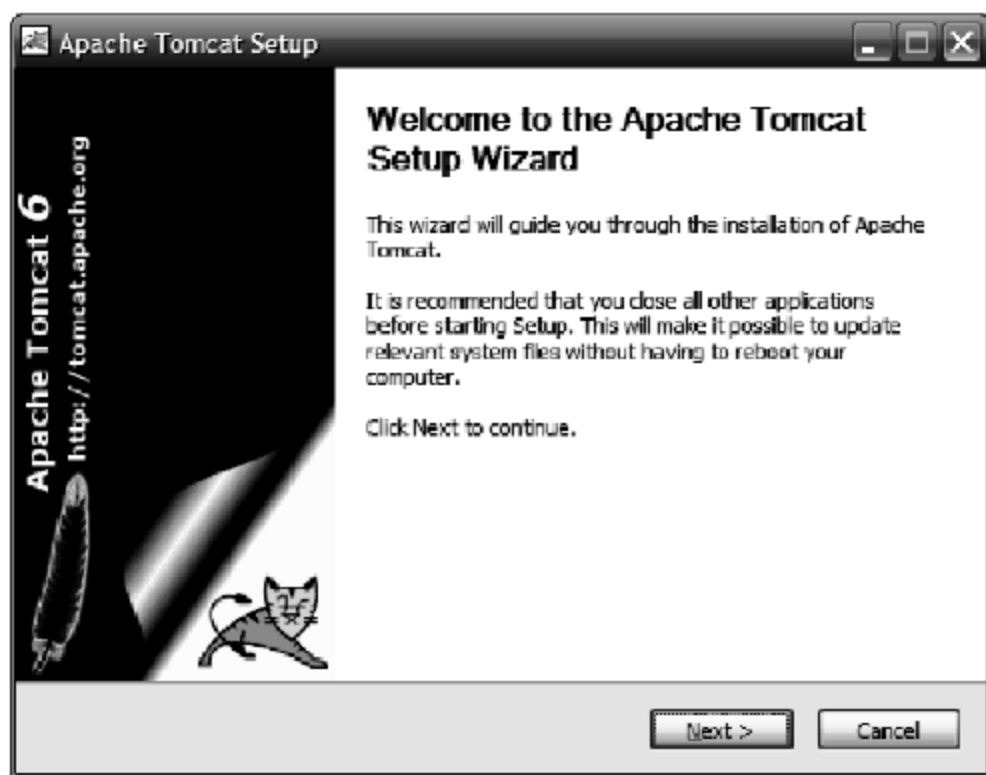 Apache Tomcat Setup
Apache Tomcat 6
http://tomcat.apache.org
Welcome to the Apache Tomcat
Setup Wizard
This wizard will guide you through the installation of Apache
Tomcat.
It is recommended that you close all other applications
before starting Setup. This will make it possible to update
relevant system files without having to reboot your
computer.
Click Next to continue.
Next >
Cancel